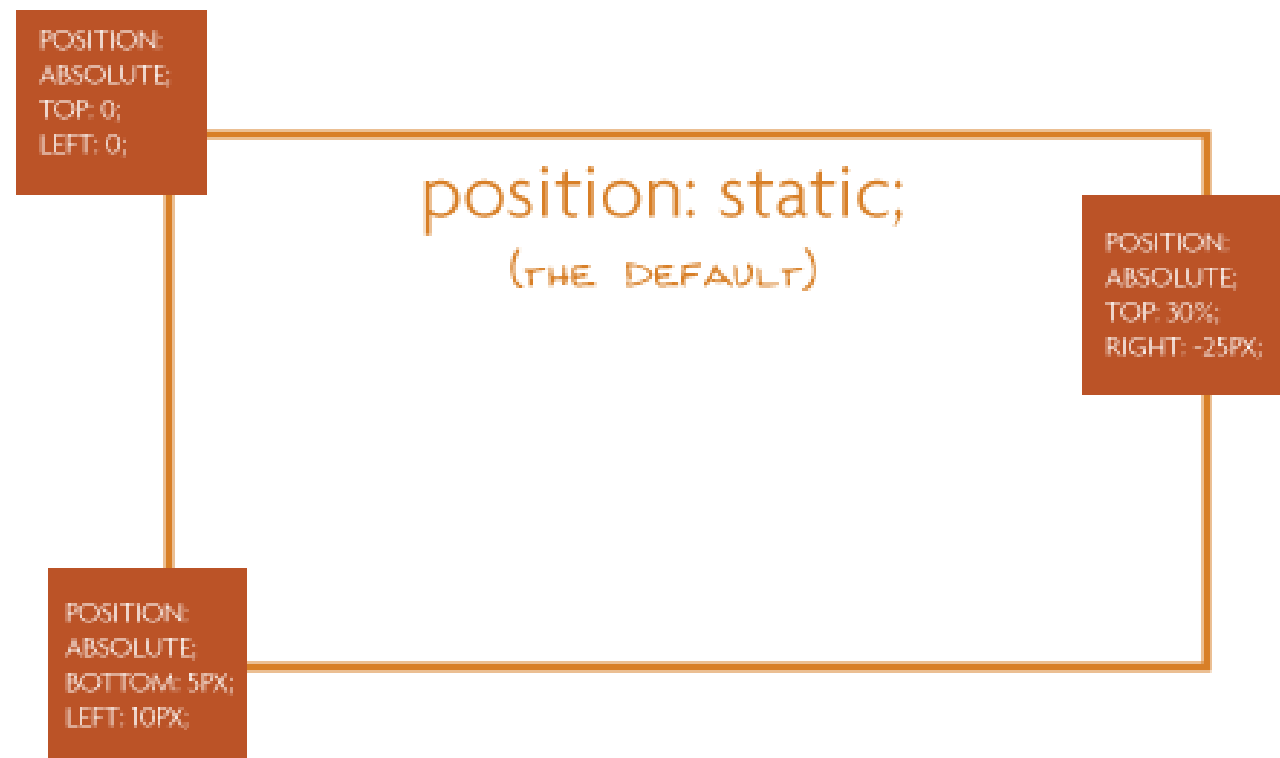 POSITION:
ABSOLUTE;
TOP: 0;
LEFT: 0;
position: static;
(THE DEFAULT)
POSITION:
ABSOLUTE;
TOP: 30%;
RIGHT: -25PX;
POSITION:
ABSOLUTE;
BOTTOM: 5PX;
LEFT: 10PX;